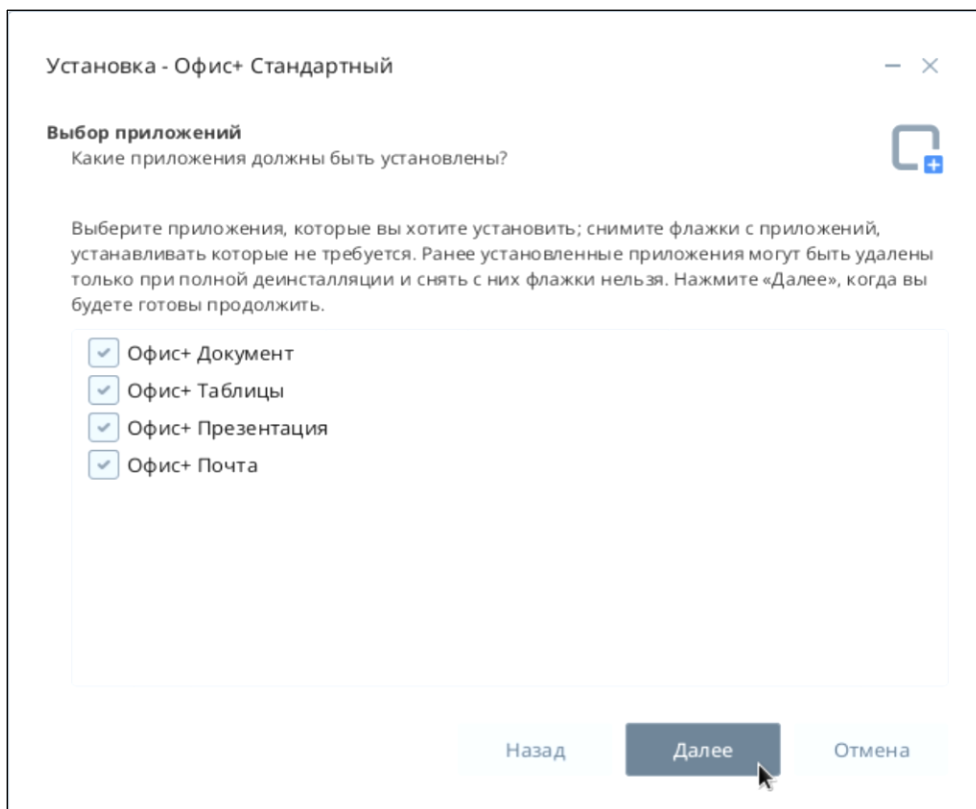 Установка - Офис+ Стандартный
Выбор приложений
Какие приложения должны быть установлены?
Выберите приложения, которые вы хотите установить; снимите флажки с приложений,
устанавливать которые не требуется. Ранее установленные приложения могут быть удалены
только при полной деинсталляции и снять с них флажки нельзя. Нажмите «Далее», когда вы
будете готовы продолжить.
Офис+ Документ
Офис+ Таблицы
Офис+ Презентация
Офис+ Почта
Назад Далее Отмена